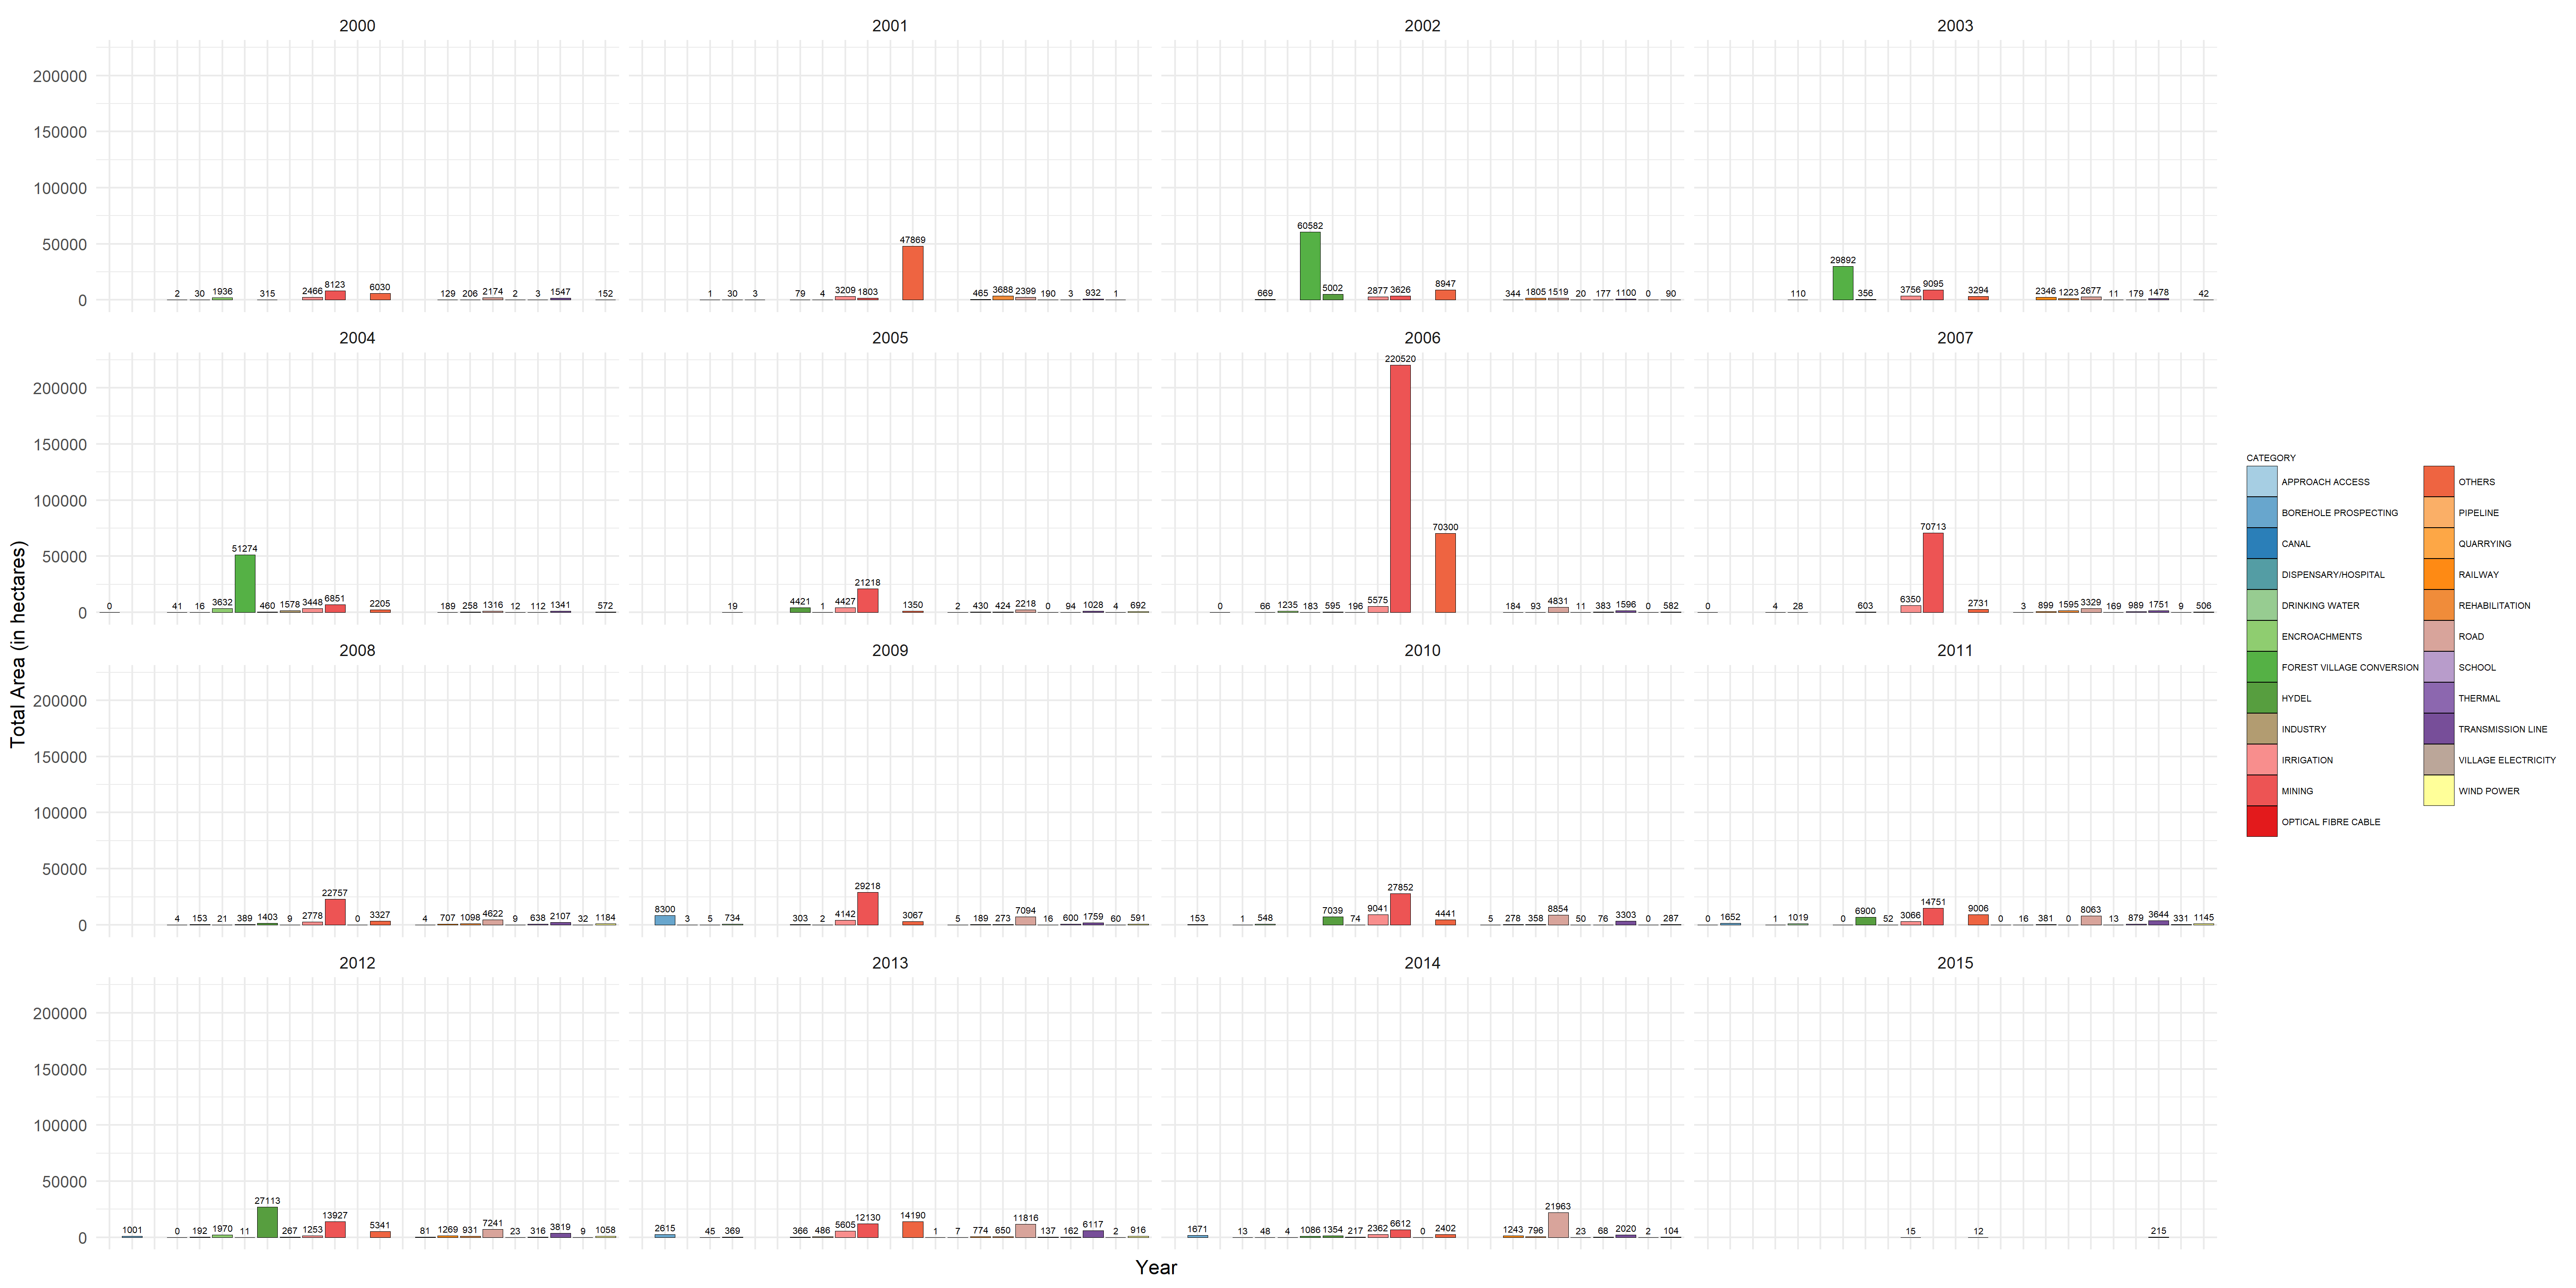 2000 2001 2002 2003
200000
150000
100000
50000
0
2 30 1936 315 2466 8123 6030 129 206 2174 2 3 1547 152
1 30 3 79 4 3209 1803 47869 465 3688 2399 190 3 932 1
669 60582 5002 2877 3626 8947 344 1805 1519 20 177 1100 0 90
110 29892 356 3756 9095 3294 2346 1223 2677 11 179 1478 42
2004 2005 2006 2007
200000
150000
100000
50000
0
0 41 16 3632 51274 460 1578 3448 6851 2205 189 258 1316 12 112 1341 572
19 4421 1 4427 21218 1350 2 430 424 2218 0 94 1028 4 692
0 66 1235 183 595 196 5575 220520 70300 184 93 4831 11 383 1596 0 582
0 4 28 603 6350 70713 2731 3 899 1595 3329 169 989 1751 9 506
2008 2009 2010 2011
200000
150000
100000
50000
0
4 153 21 389 1403 9 2778 22757 0 3327 4 707 1098 4622 9 638 2107 32 1184
8300 3 5 734 303 2 4142 29218 3067 5 189 273 7094 16 600 1759 60 591
153 1 548 7039 74 9041 27852 4441 5 278 358 8854 50 76 3303 0 287
0 1652 1 1019 0 6900 52 3066 14751 9006 0 16 381 0 8063 13 879 3644 331 1145
2012 2013 2014 2015
200000
150000
100000
50000
0
1001 0 192 1970 11 27113 267 1253 13927 5341 81 1269 931 7241 23 316 3819 9 1058
2615 45 369 366 486 5605 12130 14190 1 7 774 650 11816 137 162 6117 2 916
1671 13 48 4 1086 1354 217 2362 6612 0 2402 1243 796 21963 23 68 2020 2 104
15 12 215
Total Area (in hectares)
Year
CATEGORY
APPROACH ACCESS
BOREHOLE PROSPECTING
CANAL
DISPENSARY/HOSPITAL
DRINKING WATER
ENCROACHMENTS
FOREST VILLAGE CONVERSION
HYDEL
INDUSTRY
IRRIGATION
MINING
OPTICAL FIBRE CABLE
OTHERS
PIPELINE
QUARRYING
RAILWAY
REHABILITATION
ROAD
SCHOOL
THERMAL
TRANSMISSION LINE
VILLAGE ELECTRICITY
WIND POWER